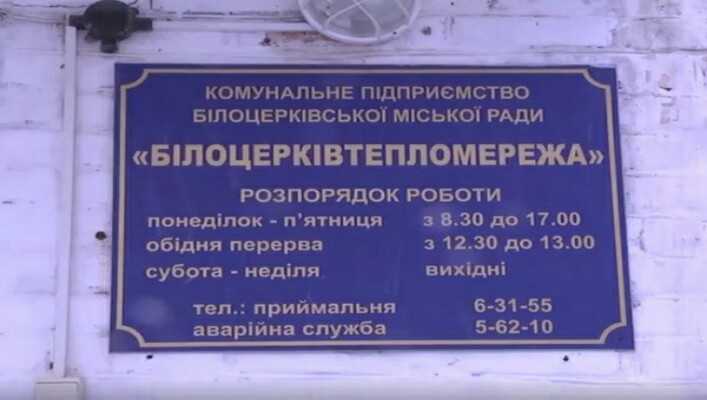 КОМУНАЛЬНЕ ПІДПРИЄМСТВО
БІЛОЦЕРКІВСЬКОЇ МІСЬКОЇ РАДИ
«БІЛОЦЕРКІВТЕПЛОМЕРЕЖА»
РОЗПОРЯДОК РОБОТИ
понеділок - п'ятниця з 8.30 до 17.00
обідня перерва з 12.30 до 13.00
субота - неділя вихідні
тел.: приймальня 6-31-55
аварійна служба 5-62-10